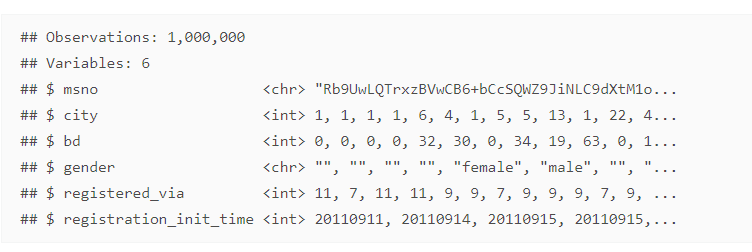 ## Observations: 1,000,000
## Variables: 6
## $ msno                   <chr> "Rb9UwLQTrxzBVwCB6+bCcSQWZ9JiNLC9dXtM1o...
## $ city                   <int> 1, 1, 1, 1, 6, 4, 1, 5, 5, 13, 1, 22, 4...
## $ bd                     <int> 0, 0, 0, 0, 32, 30, 0, 34, 19, 63, 0, 1...
## $ gender                 <chr> "", "", "", "", "female", "male", "", "...
## $ registered_via         <int> 11, 7, 11, 11, 9, 9, 7, 9, 9, 9, 7, 9, ...
## $ registration_init_time <int> 20110911, 20110914, 20110915, 20110915,...